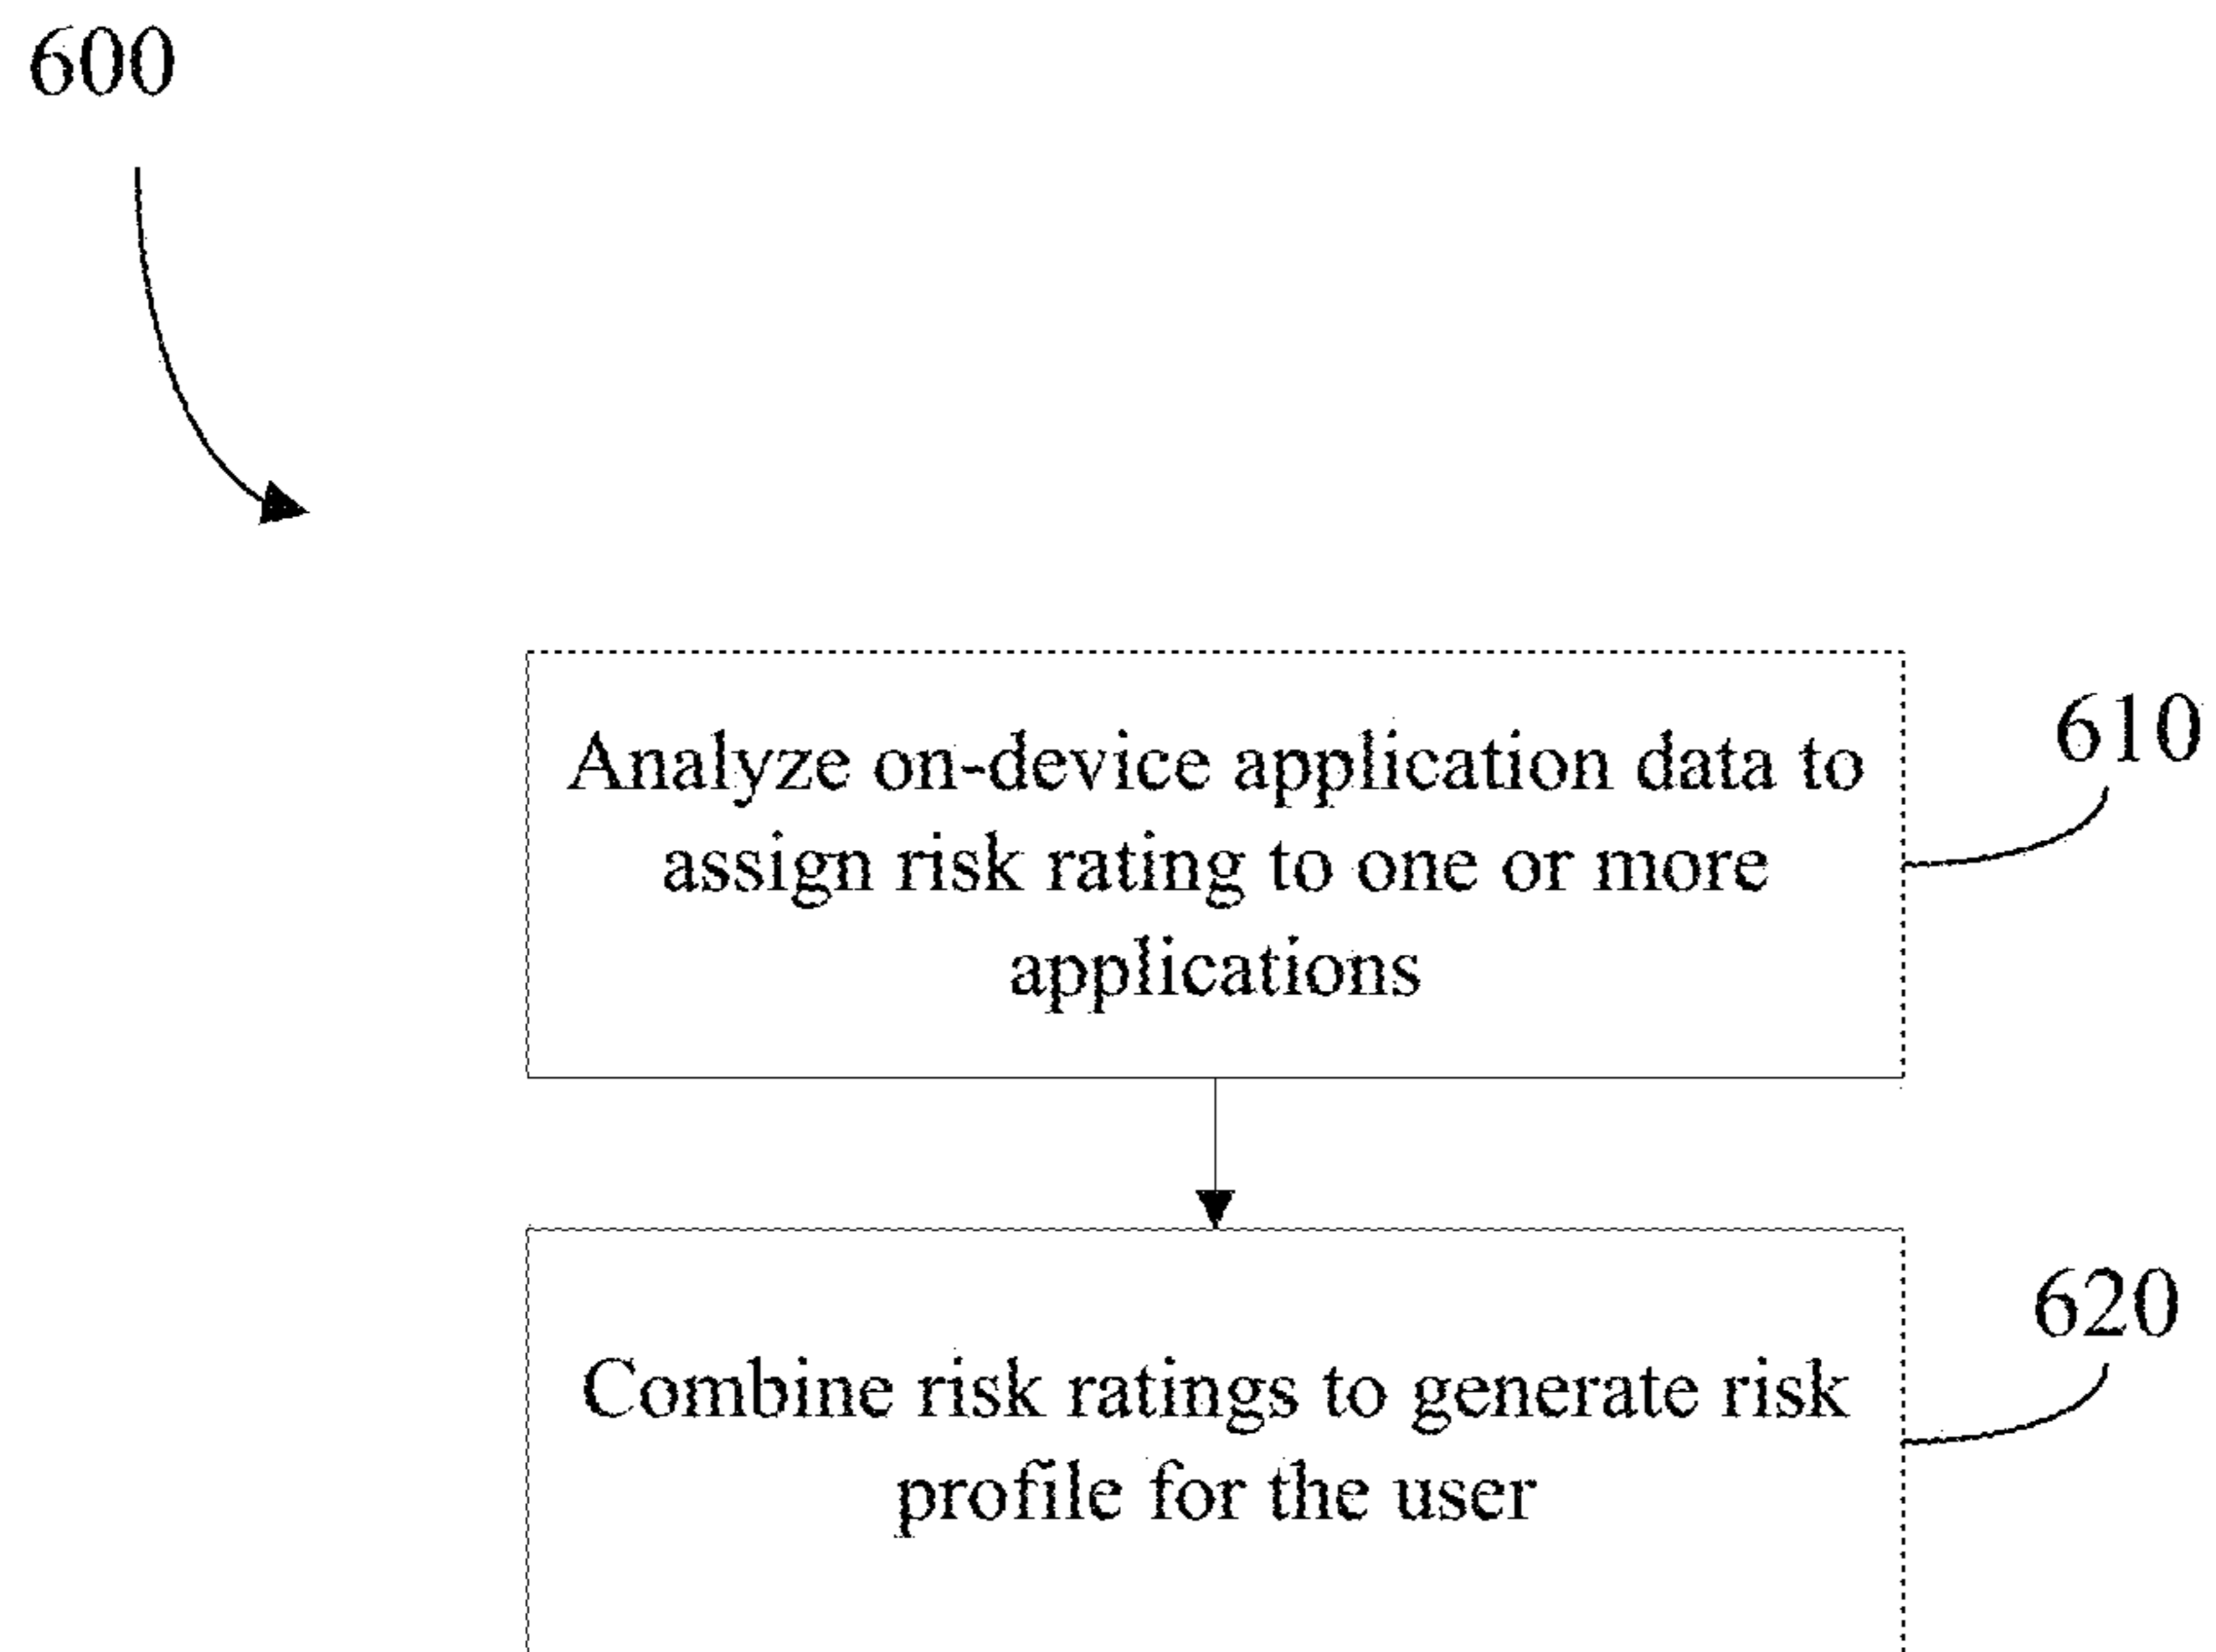 600
Analyze on-device application data to
assign risk rating to one or more
applications
610
Combine risk ratings to generate risk
profile for the user
620